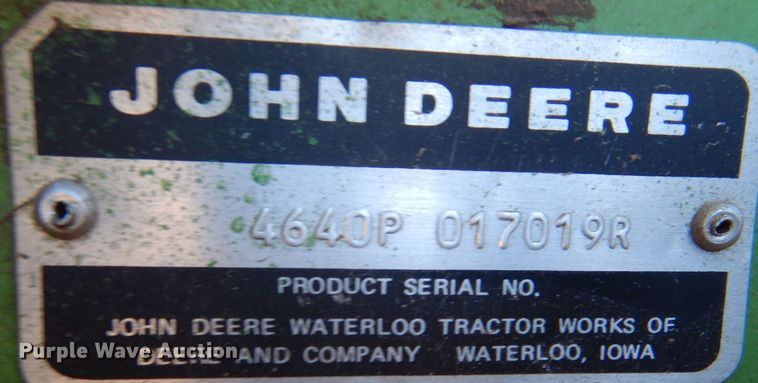 JOHN DEERE
4640P 017019R
PRODUCT SERIAL NO.
JOHN DEERE WATERLOO TRACTOR WORKS OF
DEERE AND COMPANY WATERLOO, IOWA
Purple Wave Auction